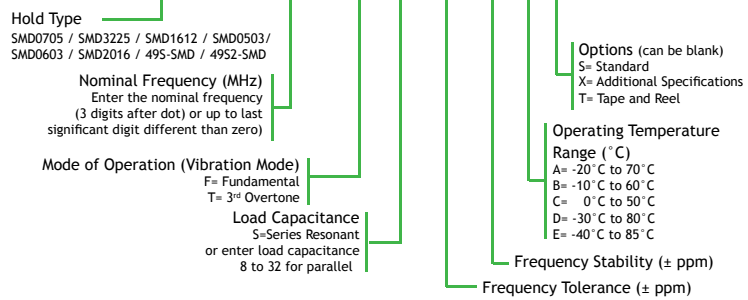 Hold Type
SMD0705 / SMD3225 / SMD1612 / SMD0503/
SMD0603 / SMD2016 / 49S-SMD / 49S2-SMD
Nominal Frequency (MHz)
Enter the nominal frequency
(3 digits after dot) or up to last
significant digit different than zero)
Mode of Operation (Vibration Mode)
F= Fundamental
T= 3rd Overtone
Load Capacitance
S=Series Resonant
or enter load capacitance
8 to 32 for parallel
Options (can be blank)
S= Standard
X= Additional Specifications
T= Tape and Reel
Operating Temperature
Range (˚C)
A= -20˚C to 70˚C
B= -10˚C to 60˚C
C= 0˚C to 50˚C
D= -30˚C to 80˚C
E= -40˚C to 85˚C
Frequency Stability (± ppm)
Frequency Tolerance (± ppm)